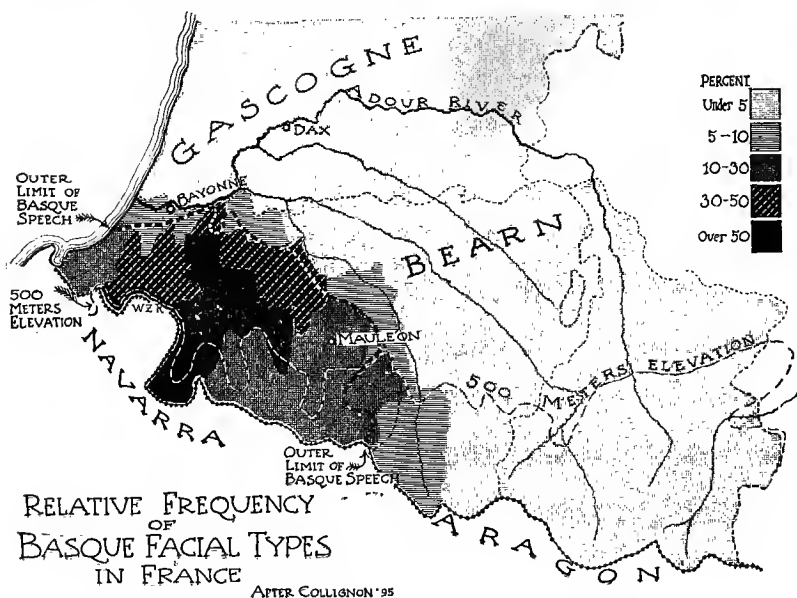 GASCOGNE
ADOUR RIVER
DAX
PERCENT
Under 5
5-10
10-30
30-50
Over 50
OUTER
LIMIT OF
BASQUE
SPEECH
BAYONNE
BEARN
500
METERS
ELEVATION
WZR
NAVARRA
MAULEON
500 METERS ELEVATION
OUTER
LIMIT OF
BASQUE SPEECH
ARAGON
RELATIVE FREQUENCY
OF
BASQUE FACIAL TYPES
IN FRANCE
AFTER COLLIGNON '95